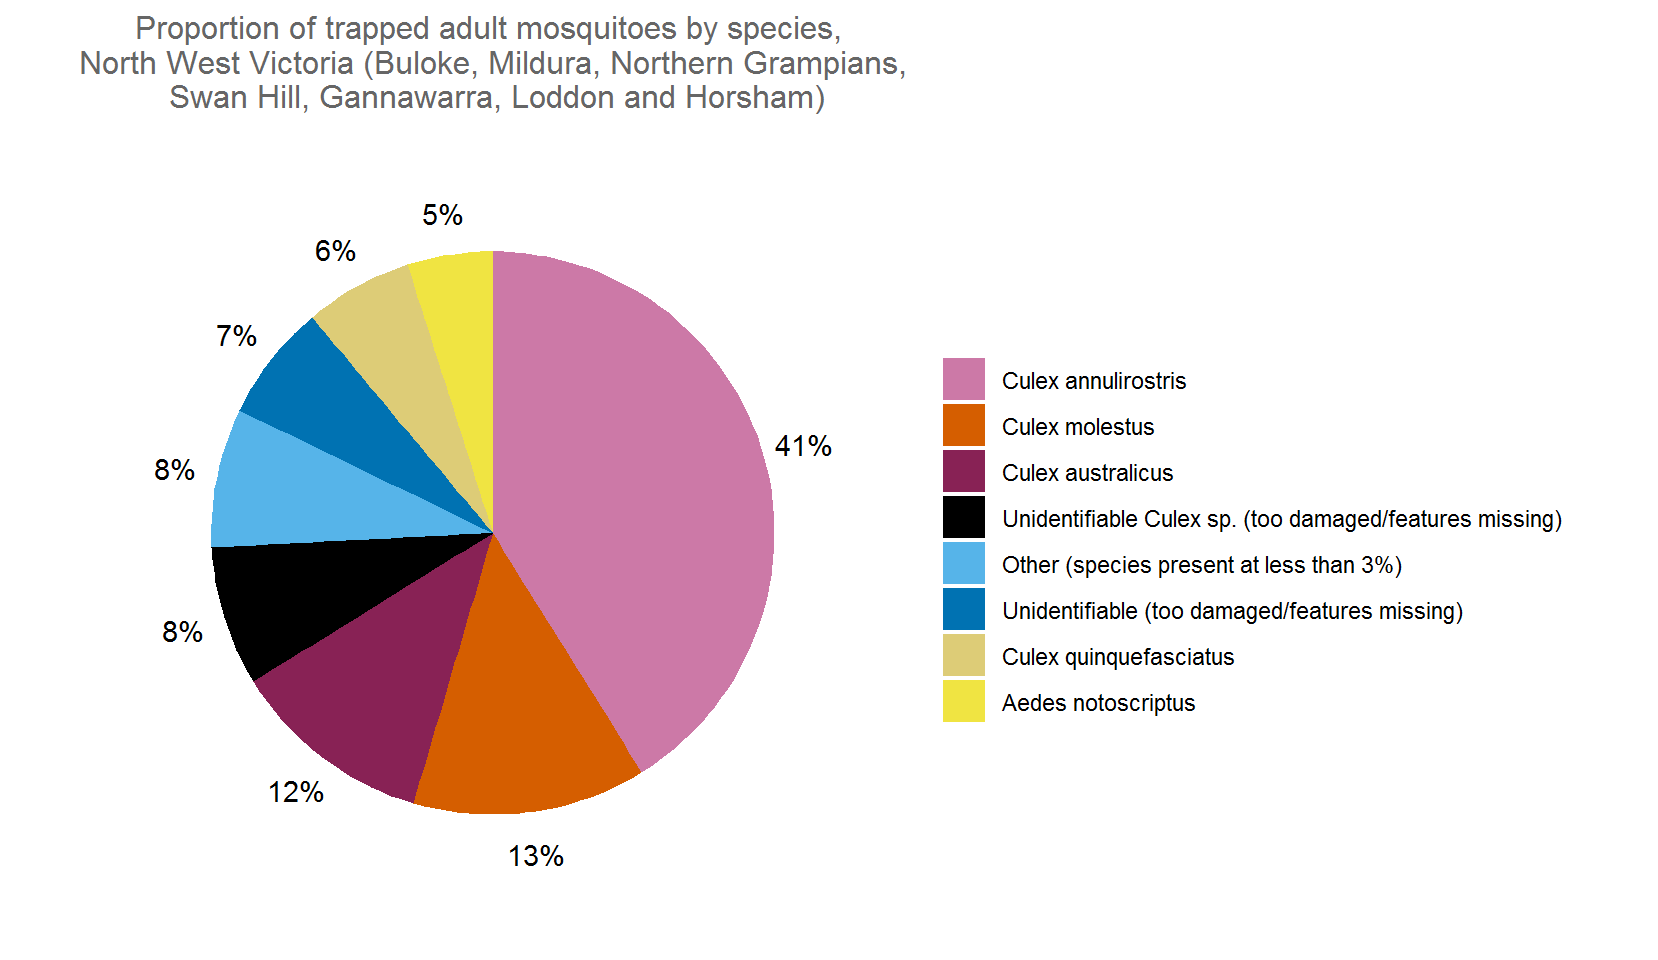 Proportion of trapped adult mosquitoes by species,
North West Victoria (Buloke, Mildura, Northern Grampians,
Swan Hill, Gannawarra, Loddon and Horsham)
5%
6%
7%
41%
8%
8%
12%
13%
Culex annulirostris
Culex molestus
Culex australicus
Unidentifiable Culex sp. (too damaged/features missing)
Other (species present at less than 3%)
Unidentifiable (too damaged/features missing)
Culex quinquefasciatus
Aedes notoscriptus